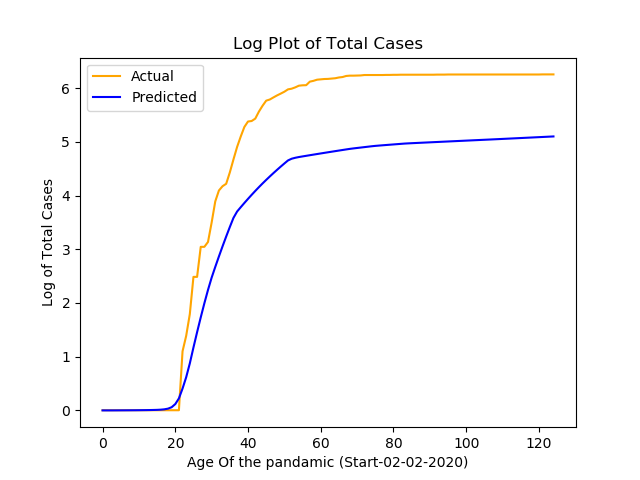 Log Plot of Total Cases
Actual
Predicted
Log of Total Cases
6
5
4
3
2
1
0
0 20 40 60 80 100 120
Age Of the pandamic (Start-02-02-2020)